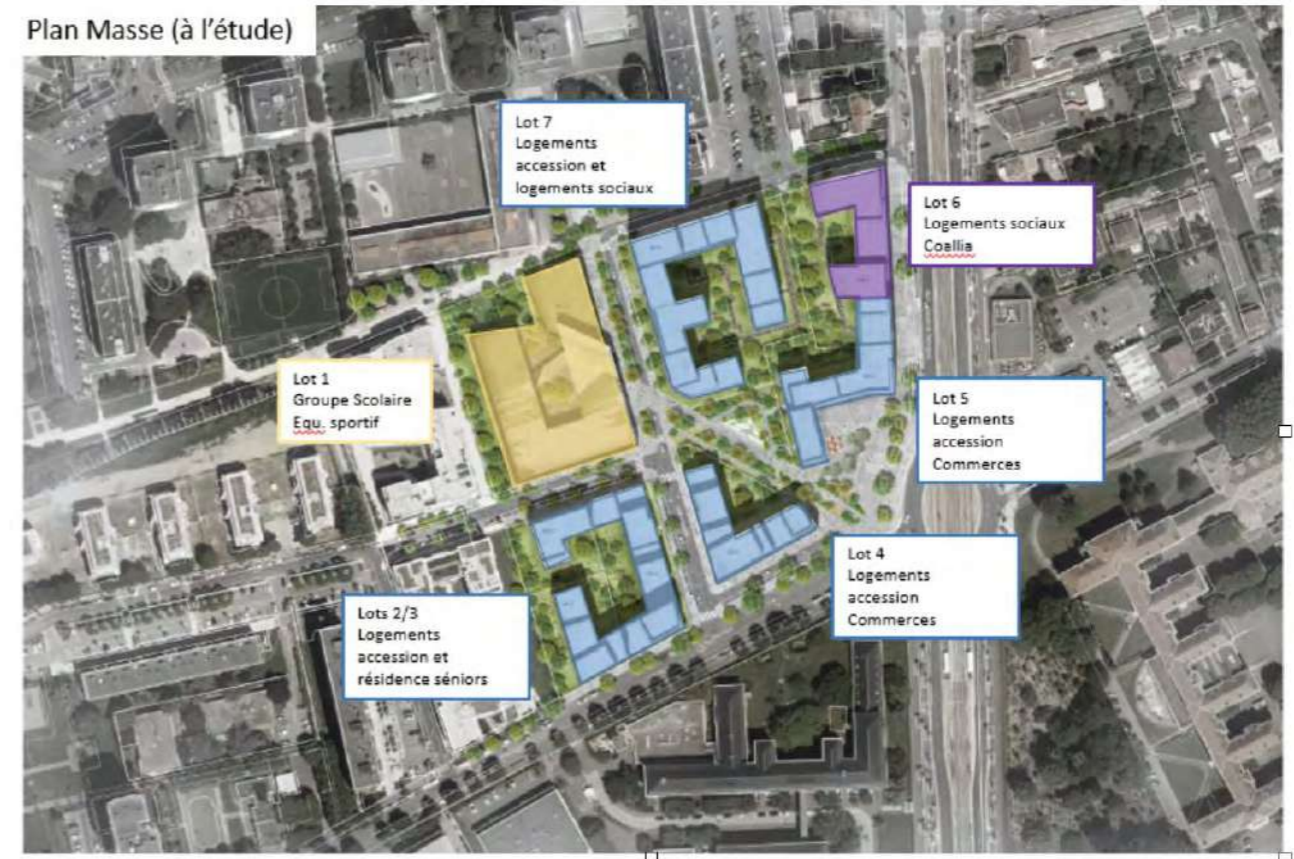 Plan Masse (à l'étude)
Lot 7
Logements
accession et
logements sociaux
Lot 6
Logements sociaux
Coallia
Lot 1
Groupe Scolaire
Equ. sportif
Lot 5
Logements
accession
Commerces
Lot 4
Logements
accession
Commerces
Lots 2/3
Logements
accession et
résidence séniors